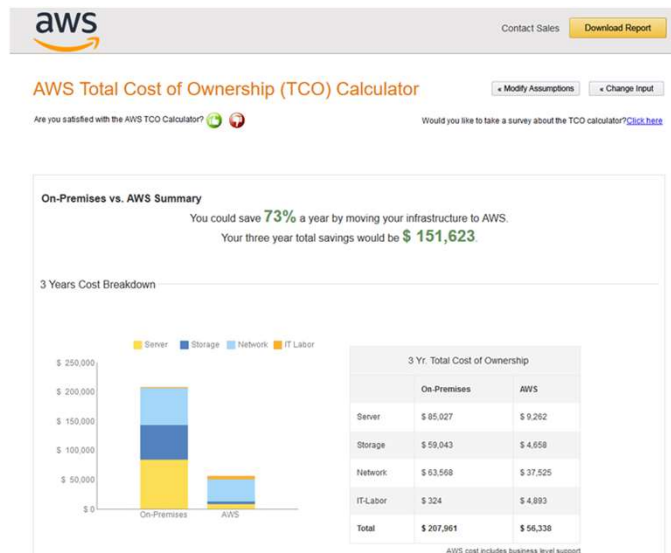 aws
Contact Sales
Download Report
AWS Total Cost of Ownership (TCO) Calculator
« Modify Assumptions
« Change Input
Are you satisfied with the AWS TCO Calculator?
Would you like to take a survey about the TCO calculator?Click here
On-Premises vs. AWS Summary
You could save 73% a year by moving your infrastructure to AWS.
Your three year total savings would be $ 151,623.
3 Years Cost Breakdown
Server Storage Network IT Labor
$ 250,000
$ 200,000
$ 150,000
$ 100,000
$ 50,000
$ 0
On-Premises AWS
3 Yr. Total Cost of Ownership
On-Premises AWS
Server $ 85,027 $ 9,262
Storage $ 59,043 $ 4,658
Network $ 63,568 $ 37,525
IT-Labor $ 324 $ 4,893
Total $ 207,961 $ 56,338
AWS cost includes business level support